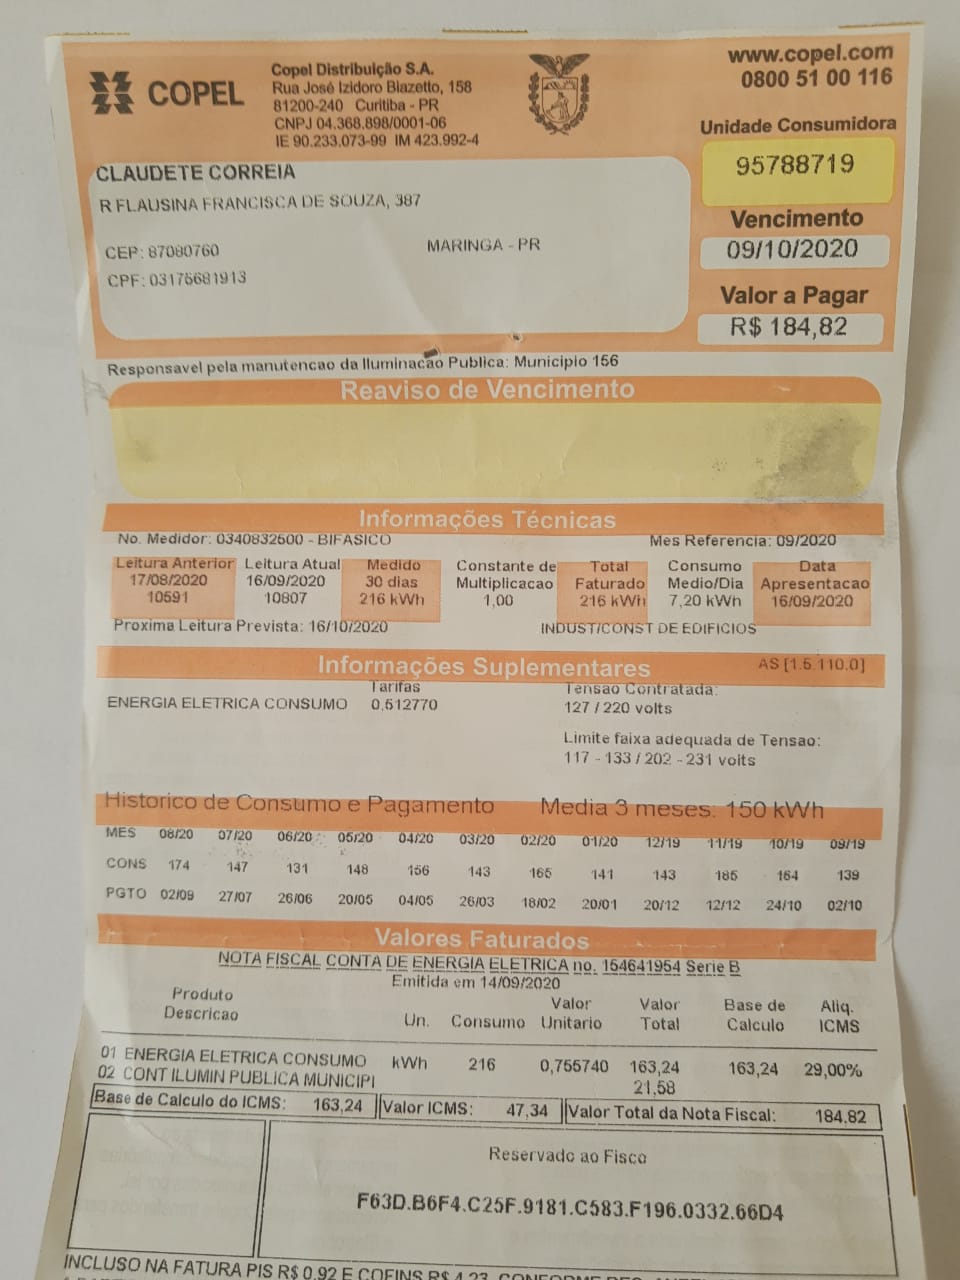 COPEL
Copel Distribuição S.A.
Rua José Izidoro Biazetto, 158
81200-240 Curitiba - PR
CNPJ 04.368.898/0001-06
IE 90.233.073-99 IM 423.992-4
www.copel.com
0800 51 00 116
Unidade Consumidora
95788719
CLAUDETE CORREIA
R FLAUSINA FRANCISCA DE SOUZA, 387
CEP: 87080760 MARINGA - PR
CPF: 03175681913
Vencimento
09/10/2020
Valor a Pagar
R$ 184,82
Responsavel pela manutencao da Iluminacao Publica: Municipio 156
Reaviso de Vencimento
Informações Técnicas
No. Medidor: 0340832600 - BIFASICO Mes Referencia: 09/2020
Leitura Anterior Leitura Atual Medido Constante de Total Consumo Data
17/08/2020 16/09/2020 30 dias Multiplicacao Faturado Medio/Dia Apresentacao
10591 10807 216 kWh 1,00 216 kWh 7,20 kWh 16/09/2020
Proxima Leitura Prevista: 16/10/2020 INDUST/CONST DE EDIFICIOS
Informações Suplementares AS [1.5.110.0]
Tarifas Tensao Contratada:
ENERGIA ELETRICA CONSUMO 0,512770 127 / 220 volts
Limite faixa adequada de Tensao:
117 - 133 / 202 - 231 volts
Historico de Consumo e Pagamento Media 3 meses: 150 kWh
MES 08/20 07/20 06/20 05/20 04/20 03/20 02/20 01/20 12/19 11/19 10/19 09/19
CONS 174 147 131 148 156 143 165 141 143 185 164 139
PGTO 02/09 27/07 26/06 20/05 04/05 26/03 18/02 20/01 20/12 12/12 24/10 02/10
Valores Faturados
NOTA FISCAL CONTA DE ENERGIA ELETRICA no. 154641954 Serie B
Emitida em 14/09/2020
Produto Valor Valor Base de Aliq.
Descricao Un. Consumo Unitario Total Calculo ICMS
01 ENERGIA ELETRICA CONSUMO kWh 216 0,755740 163,24 163,24 29,00%
02 CONT ILUMIN PUBLICA MUNICIPI 21,58
Base de Calculo do ICMS: 163,24 Valor ICMS: 47,34 Valor Total da Nota Fiscal: 184,82
Reservado ao Fisco
F63D.B6F4.C25F.9181.C583.F196.0332.66D4
INCLUSO NA FATURA PIS R$ 0,92 E COFINS R$ 4,23